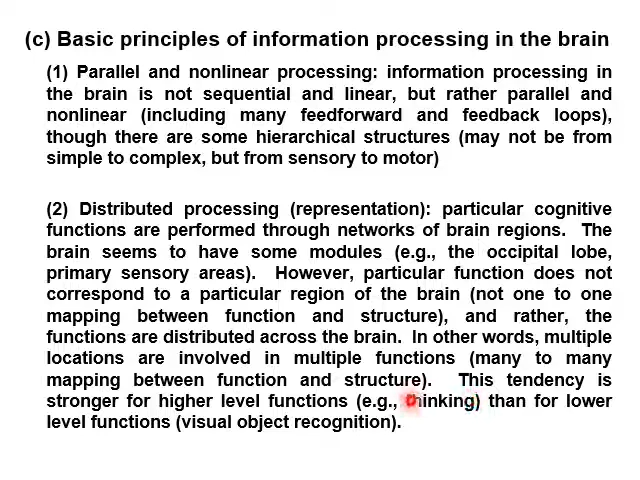 (c) Basic principles of information processing in the brain
(1) Parallel and nonlinear processing: information processing in
the brain is not sequential and linear, but rather parallel and
nonlinear (including many feedforward and feedback loops),
though there are some hierarchical structures (may not be from
simple to complex, but from sensory to motor)
(2) Distributed processing (representation): particular cognitive
functions are performed through networks of brain regions. The
brain seems to have some modules (e.g., the occipital lobe,
primary sensory areas). However, particular function does not
correspond to a particular region of the brain (not one to one
mapping between function and structure), and rather, the
functions are distributed across the brain. In other words, multiple
locations are involved in multiple functions (many to many
mapping between function and structure). This tendency is
stronger for higher level functions (e.g., thinking) than for lower
level functions (visual object recognition).